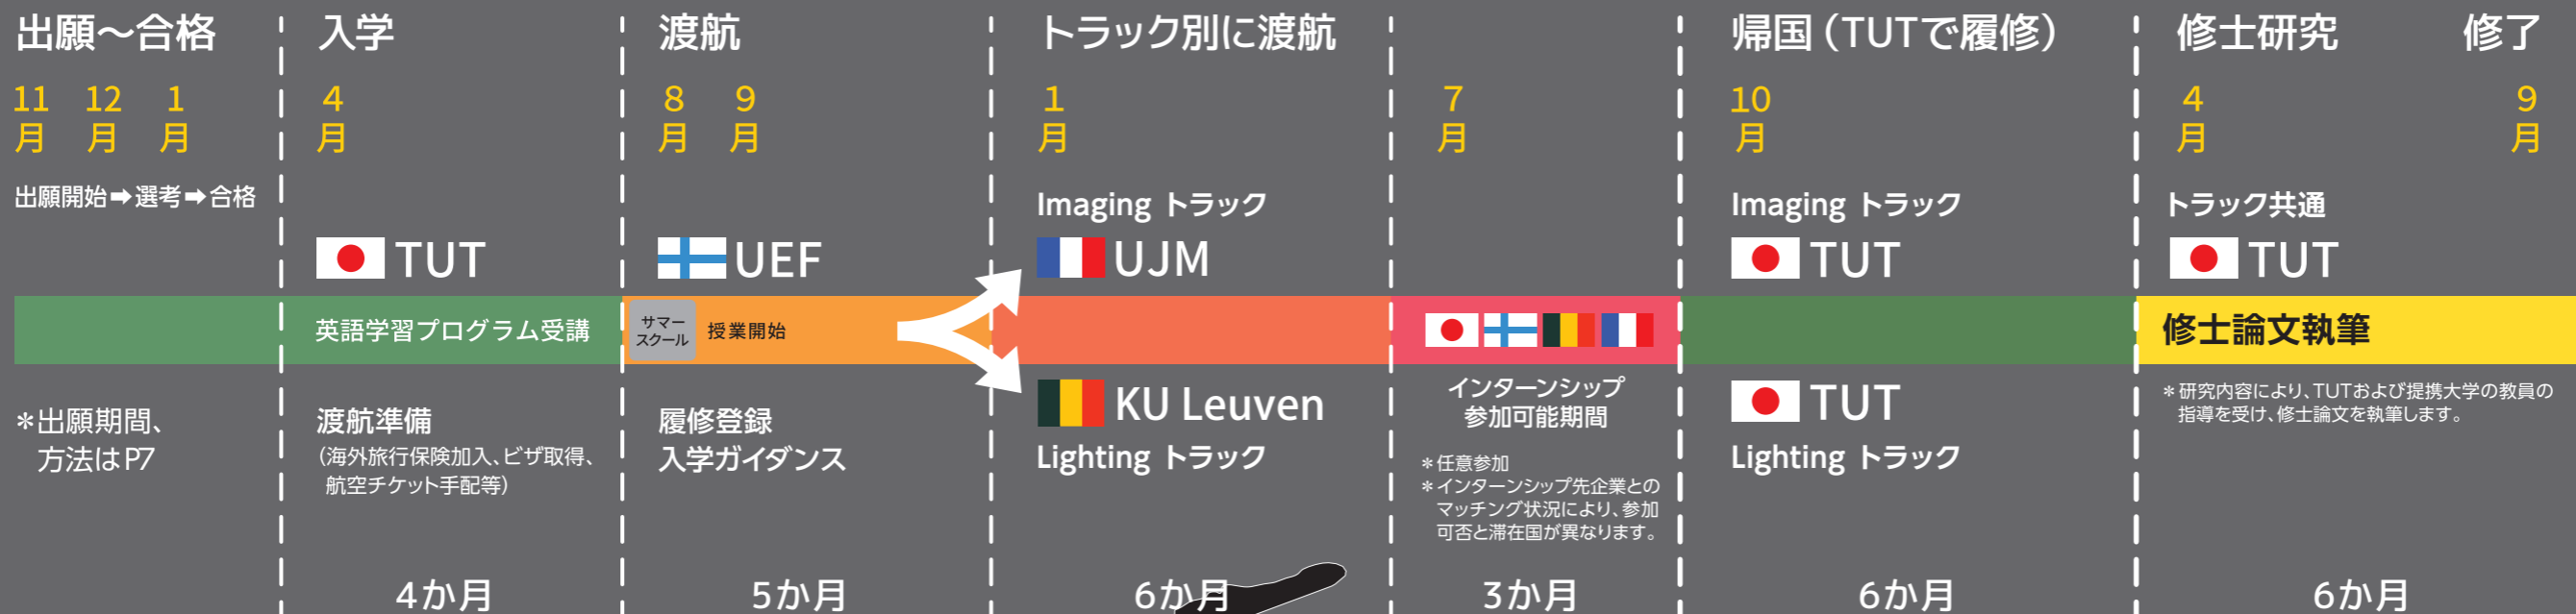 出願～合格
11月 12月 1月
出願開始➡選考➡合格
＊出願期間、
方法はP7
入学
4月
TUT
英語学習プログラム受講
渡航準備
（海外旅行保険加入、ビザ取得、
航空チケット手配等）
4か月
渡航
8月 9月
UEF
サマー
スクール
授業開始
履修登録
入学ガイダンス
5か月
トラック別に渡航
1月
Imaging トラック
UJM
KU Leuven
Lighting トラック
6か月
7月
インターンシップ
参加可能期間
＊任意参加
＊インターンシップ先企業との
マッチング状況により、参加
可否と滞在国が異なります。
3か月
帰国（TUTで履修）
10月
Imaging トラック
TUT
TUT
Lighting トラック
6か月
修士研究 修了
4月 9月
トラック共通
TUT
修士論文執筆
＊研究内容により、TUTおよび提携大学の教員の
指導を受け、修士論文を執筆します。
6か月